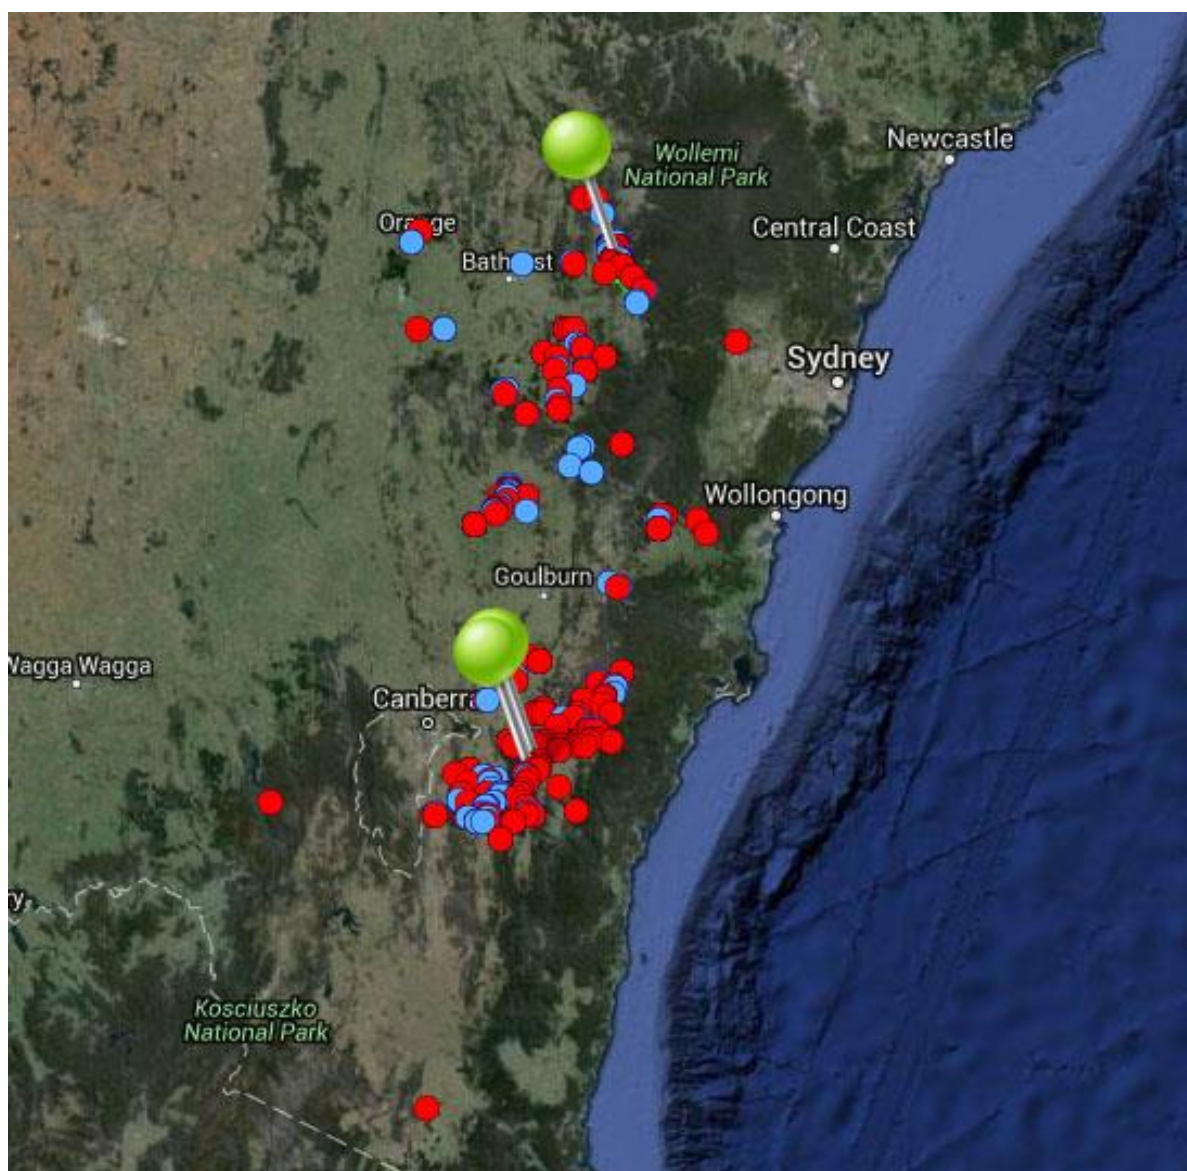 Newcastle
Wollemi
National Park
Central Coast
Bathurst
Sydney
Wollongong
Goulburn
Wagga Wagga
Canberra
Kosciuszko
National Park